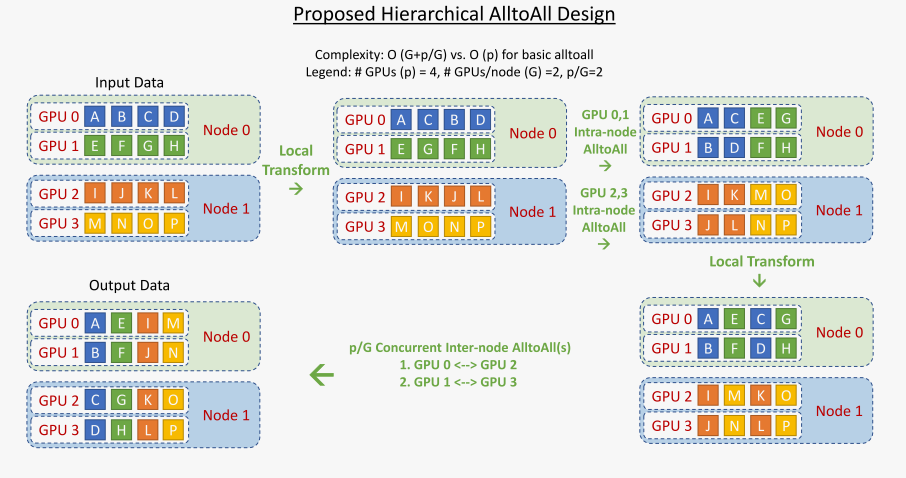 Proposed Hierarchical AlltoAll Design
Complexity: O (G+p/G) vs. O (p) for basic alltoall
Legend: # GPUs (p) = 4, # GPUs/node (G) =2, p/G=2
Input Data
GPU 0 A B C D
GPU 1 E F G H
Node 0
GPU 2 I J K L
GPU 3 M N O P
Node 1
Local
Transform
→
GPU 0 A C B D
GPU 1 E G F H
Node 0
GPU 2 I K J L
GPU 3 M O N P
Node 1
GPU 0,1
Intra-node
AlltoAll
→
GPU 2,3
Intra-node
AlltoAll
→
GPU 0 A C E G
GPU 1 B D F H
Node 0
GPU 2 I K M O
GPU 3 J L N P
Node 1
Local Transform
↓
GPU 0 A E C G
GPU 1 B F D H
Node 0
GPU 2 I M K O
GPU 3 J N L P
Node 1
p/G Concurrent Inter-node AlltoAll(s)
1. GPU 0 <--> GPU 2
2. GPU 1 <--> GPU 3
←
Output Data
GPU 0 A E I M
GPU 1 B F J N
Node 0
GPU 2 C G K O
GPU 3 D H L P
Node 1